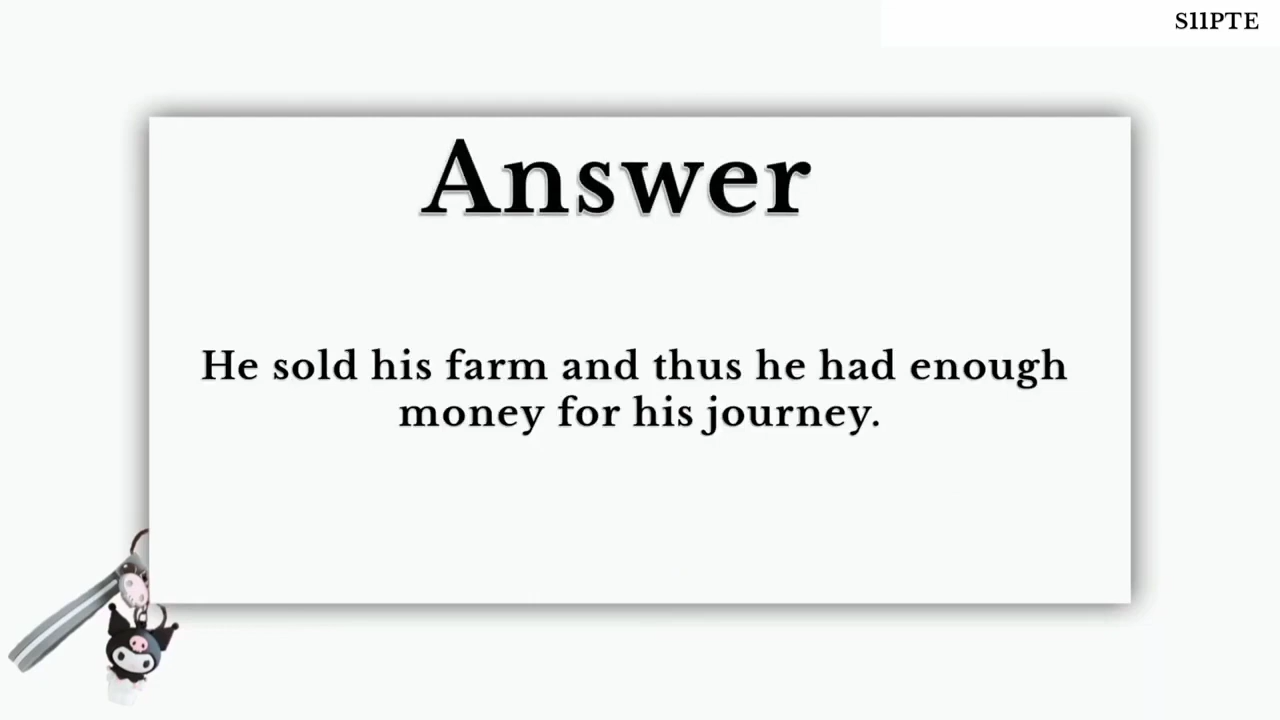 S11PTE
Answer
He sold his farm and thus he had enough
money for his journey.